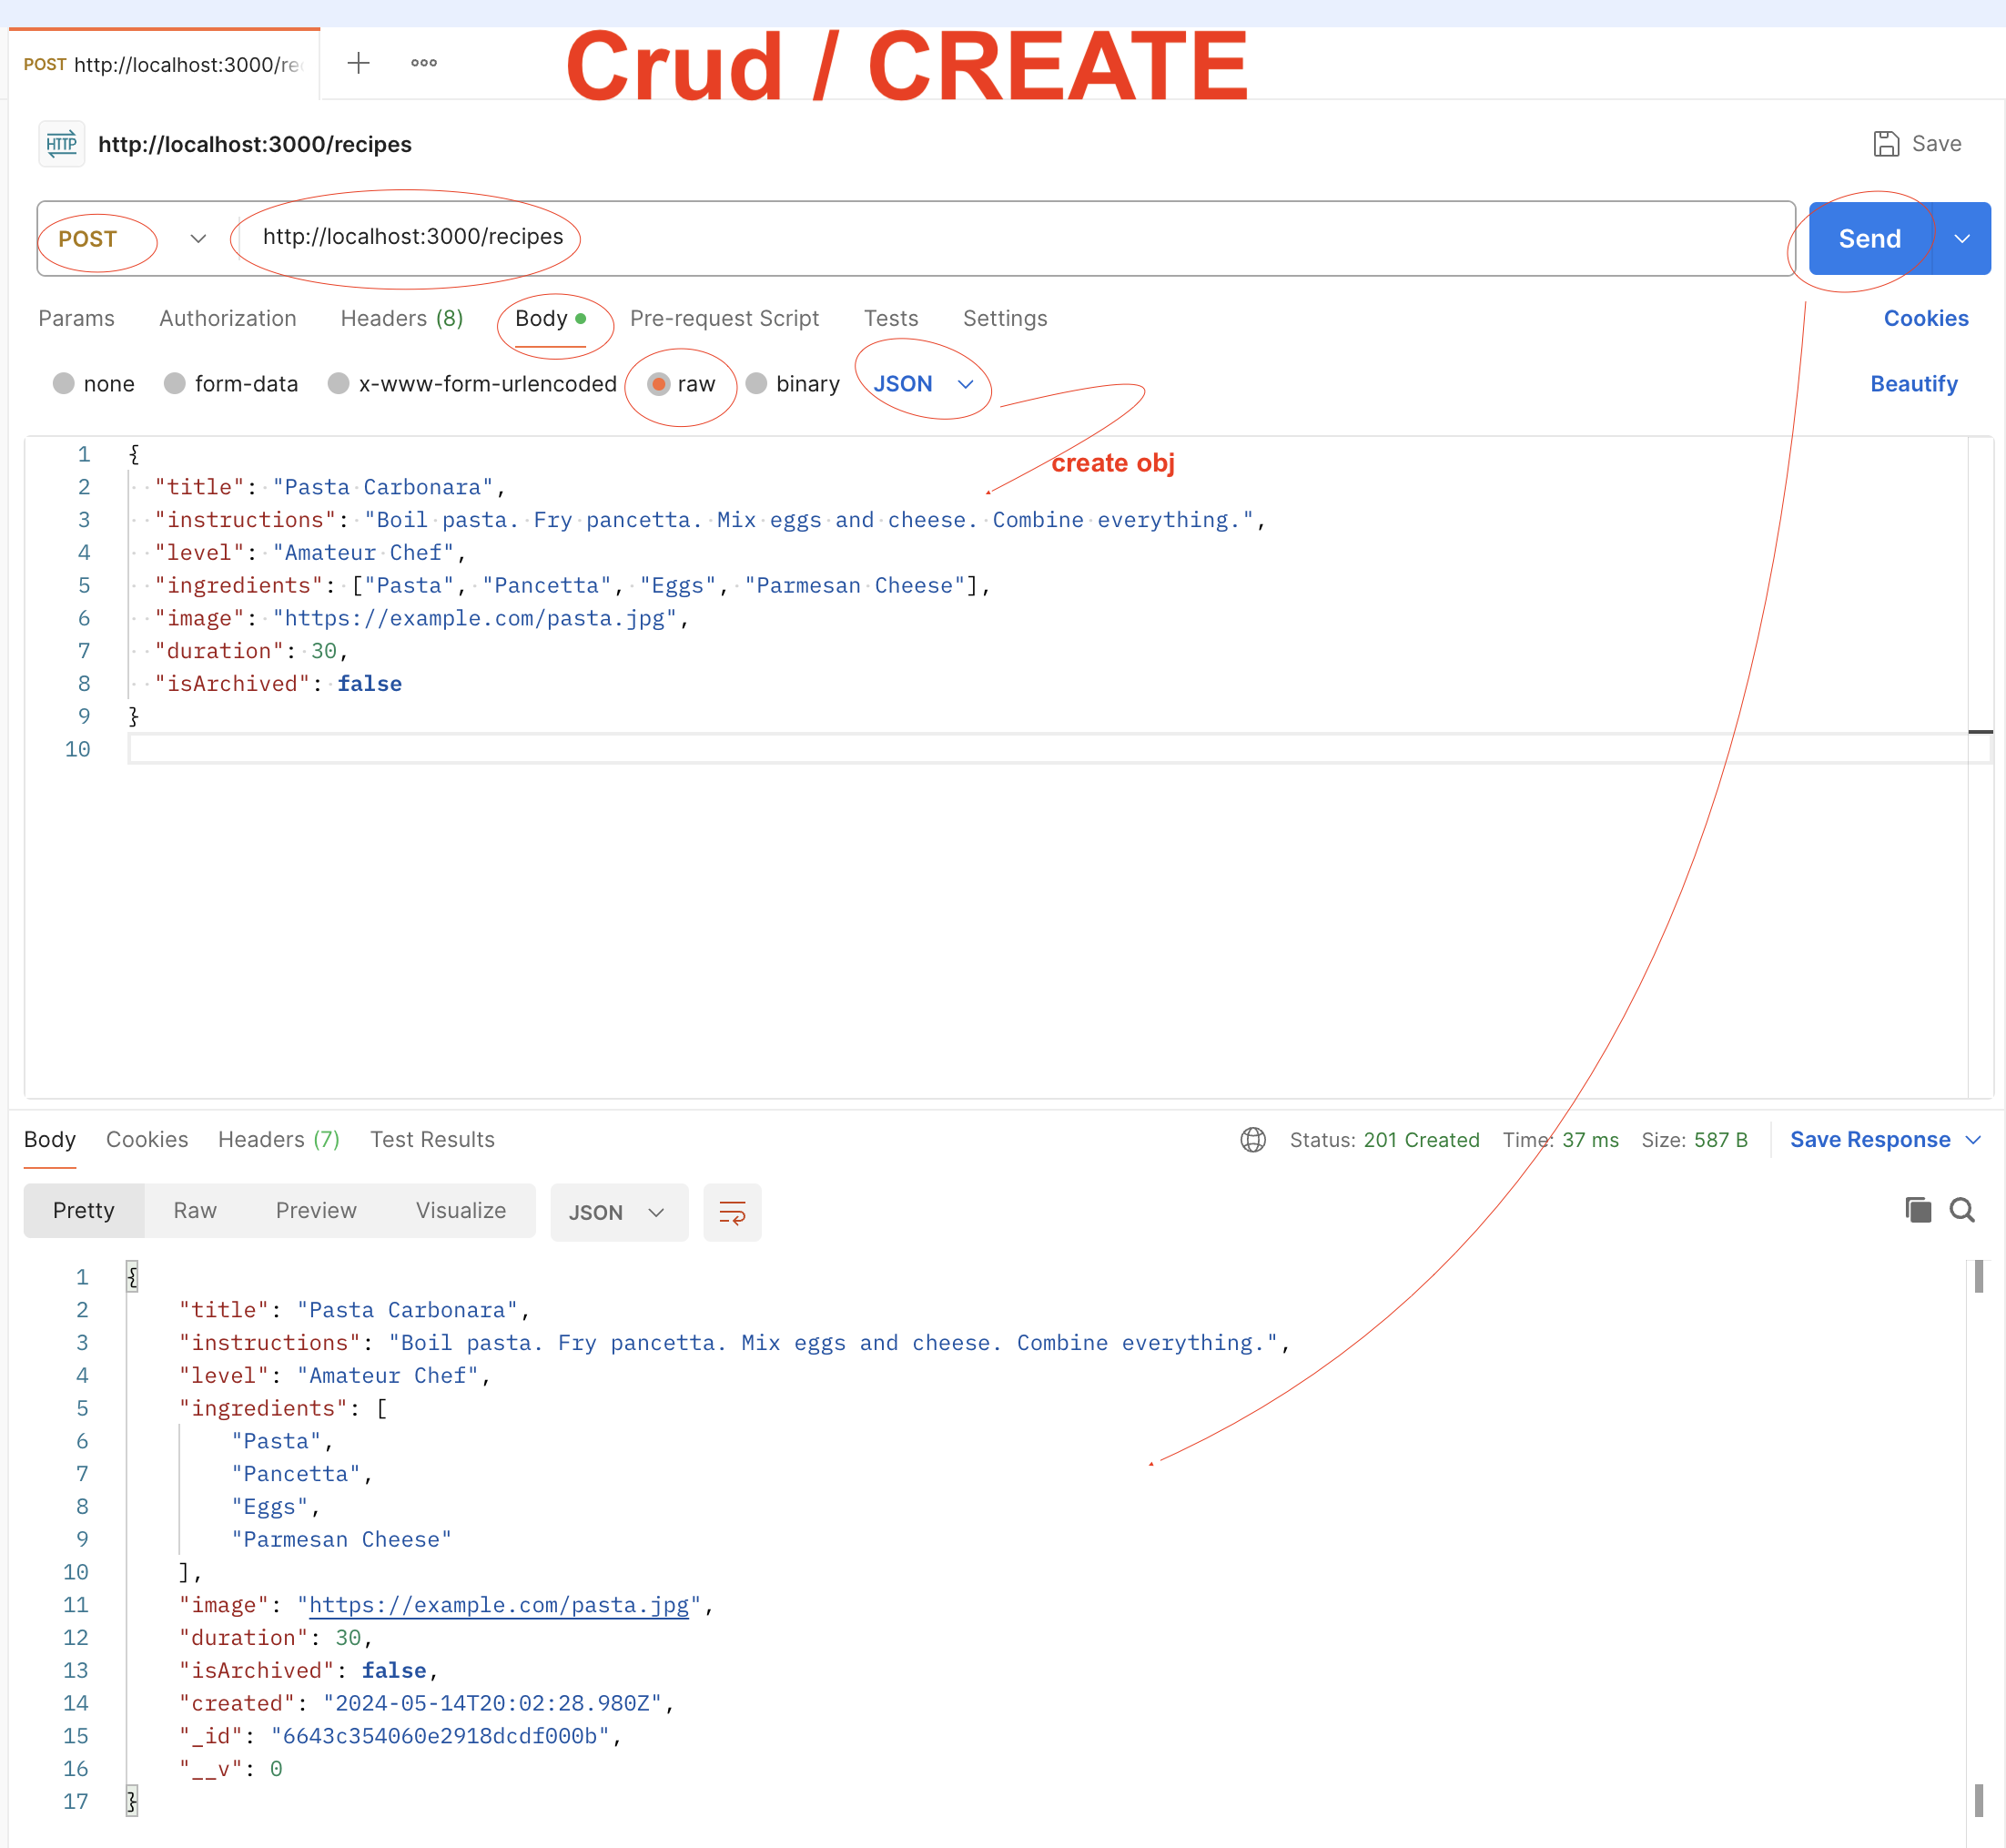 Crud / CREATE
POST http://localhost:3000/re
HTTP http://localhost:3000/recipes Save
POST http://localhost:3000/recipes Send
Params Authorization Headers (8) Body Pre-request Script Tests Settings Cookies
none form-data x-www-form-urlencoded raw binary JSON Beautify
create obj
1 {
2 "title": "Pasta Carbonara",
3 "instructions": "Boil pasta. Fry pancetta. Mix eggs and cheese. Combine everything.",
4 "level": "Amateur Chef",
5 "ingredients": ["Pasta", "Pancetta", "Eggs", "Parmesan Cheese"],
6 "image": "https://example.com/pasta.jpg",
7 "duration": 30,
8 "isArchived": false
9 }
10
Body Cookies Headers (7) Test Results Status: 201 Created Time: 37 ms Size: 587 B Save Response
Pretty Raw Preview Visualize JSON
1 {
2 "title": "Pasta Carbonara",
3 "instructions": "Boil pasta. Fry pancetta. Mix eggs and cheese. Combine everything.",
4 "level": "Amateur Chef",
5 "ingredients": [
6 "Pasta",
7 "Pancetta",
8 "Eggs",
9 "Parmesan Cheese"
10 ],
11 "image": "https://example.com/pasta.jpg",
12 "duration": 30,
13 "isArchived": false,
14 "created": "2024-05-14T20:02:28.980Z",
15 "_id": "6643c354060e2918dcdf000b",
16 "__v": 0
17 }